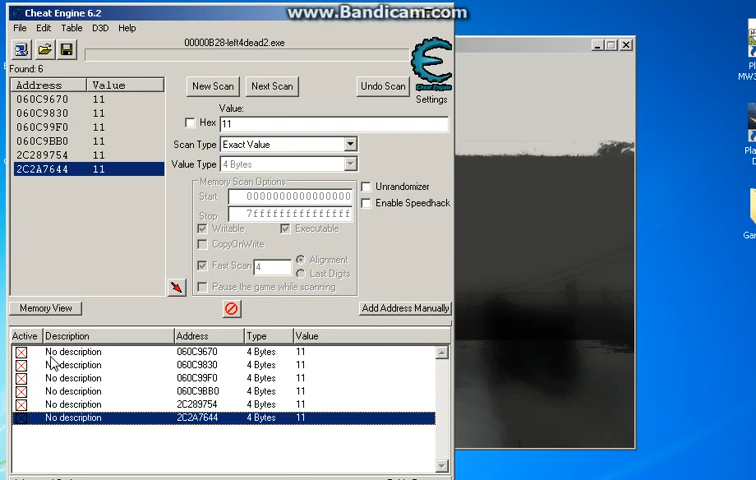 www.Bandicam.com
Cheat Engine 6.2
File Edit Table D3D Help
00000B28-left4dead2.exe
Found: 6
Address Value
060C9670 11
060C9830 11
060C99F0 11
060C9BB0 11
2C289754 11
2C2A7644 11
New Scan Next Scan Undo Scan
Cheat Engine
Settings
Value:
Hex 11
Scan Type Exact Value
Value Type 4 Bytes
Memory Scan Options
Start 0000000000000000
Stop 7fffffffffffffff
Writable Executable
CopyOnWrite
Fast Scan 4 Alignment
Last Digits
Pause the game while scanning
Unrandomizer
Enable Speedhack
Memory View Add Address Manually
Active Description Address Type Value
No description 060C9670 4 Bytes 11
No description 060C9830 4 Bytes 11
No description 060C99F0 4 Bytes 11
No description 060C9BB0 4 Bytes 11
No description 2C289754 4 Bytes 11
No description 2C2A7644 4 Bytes 11
Pl
MW3
Pla
D
Gar